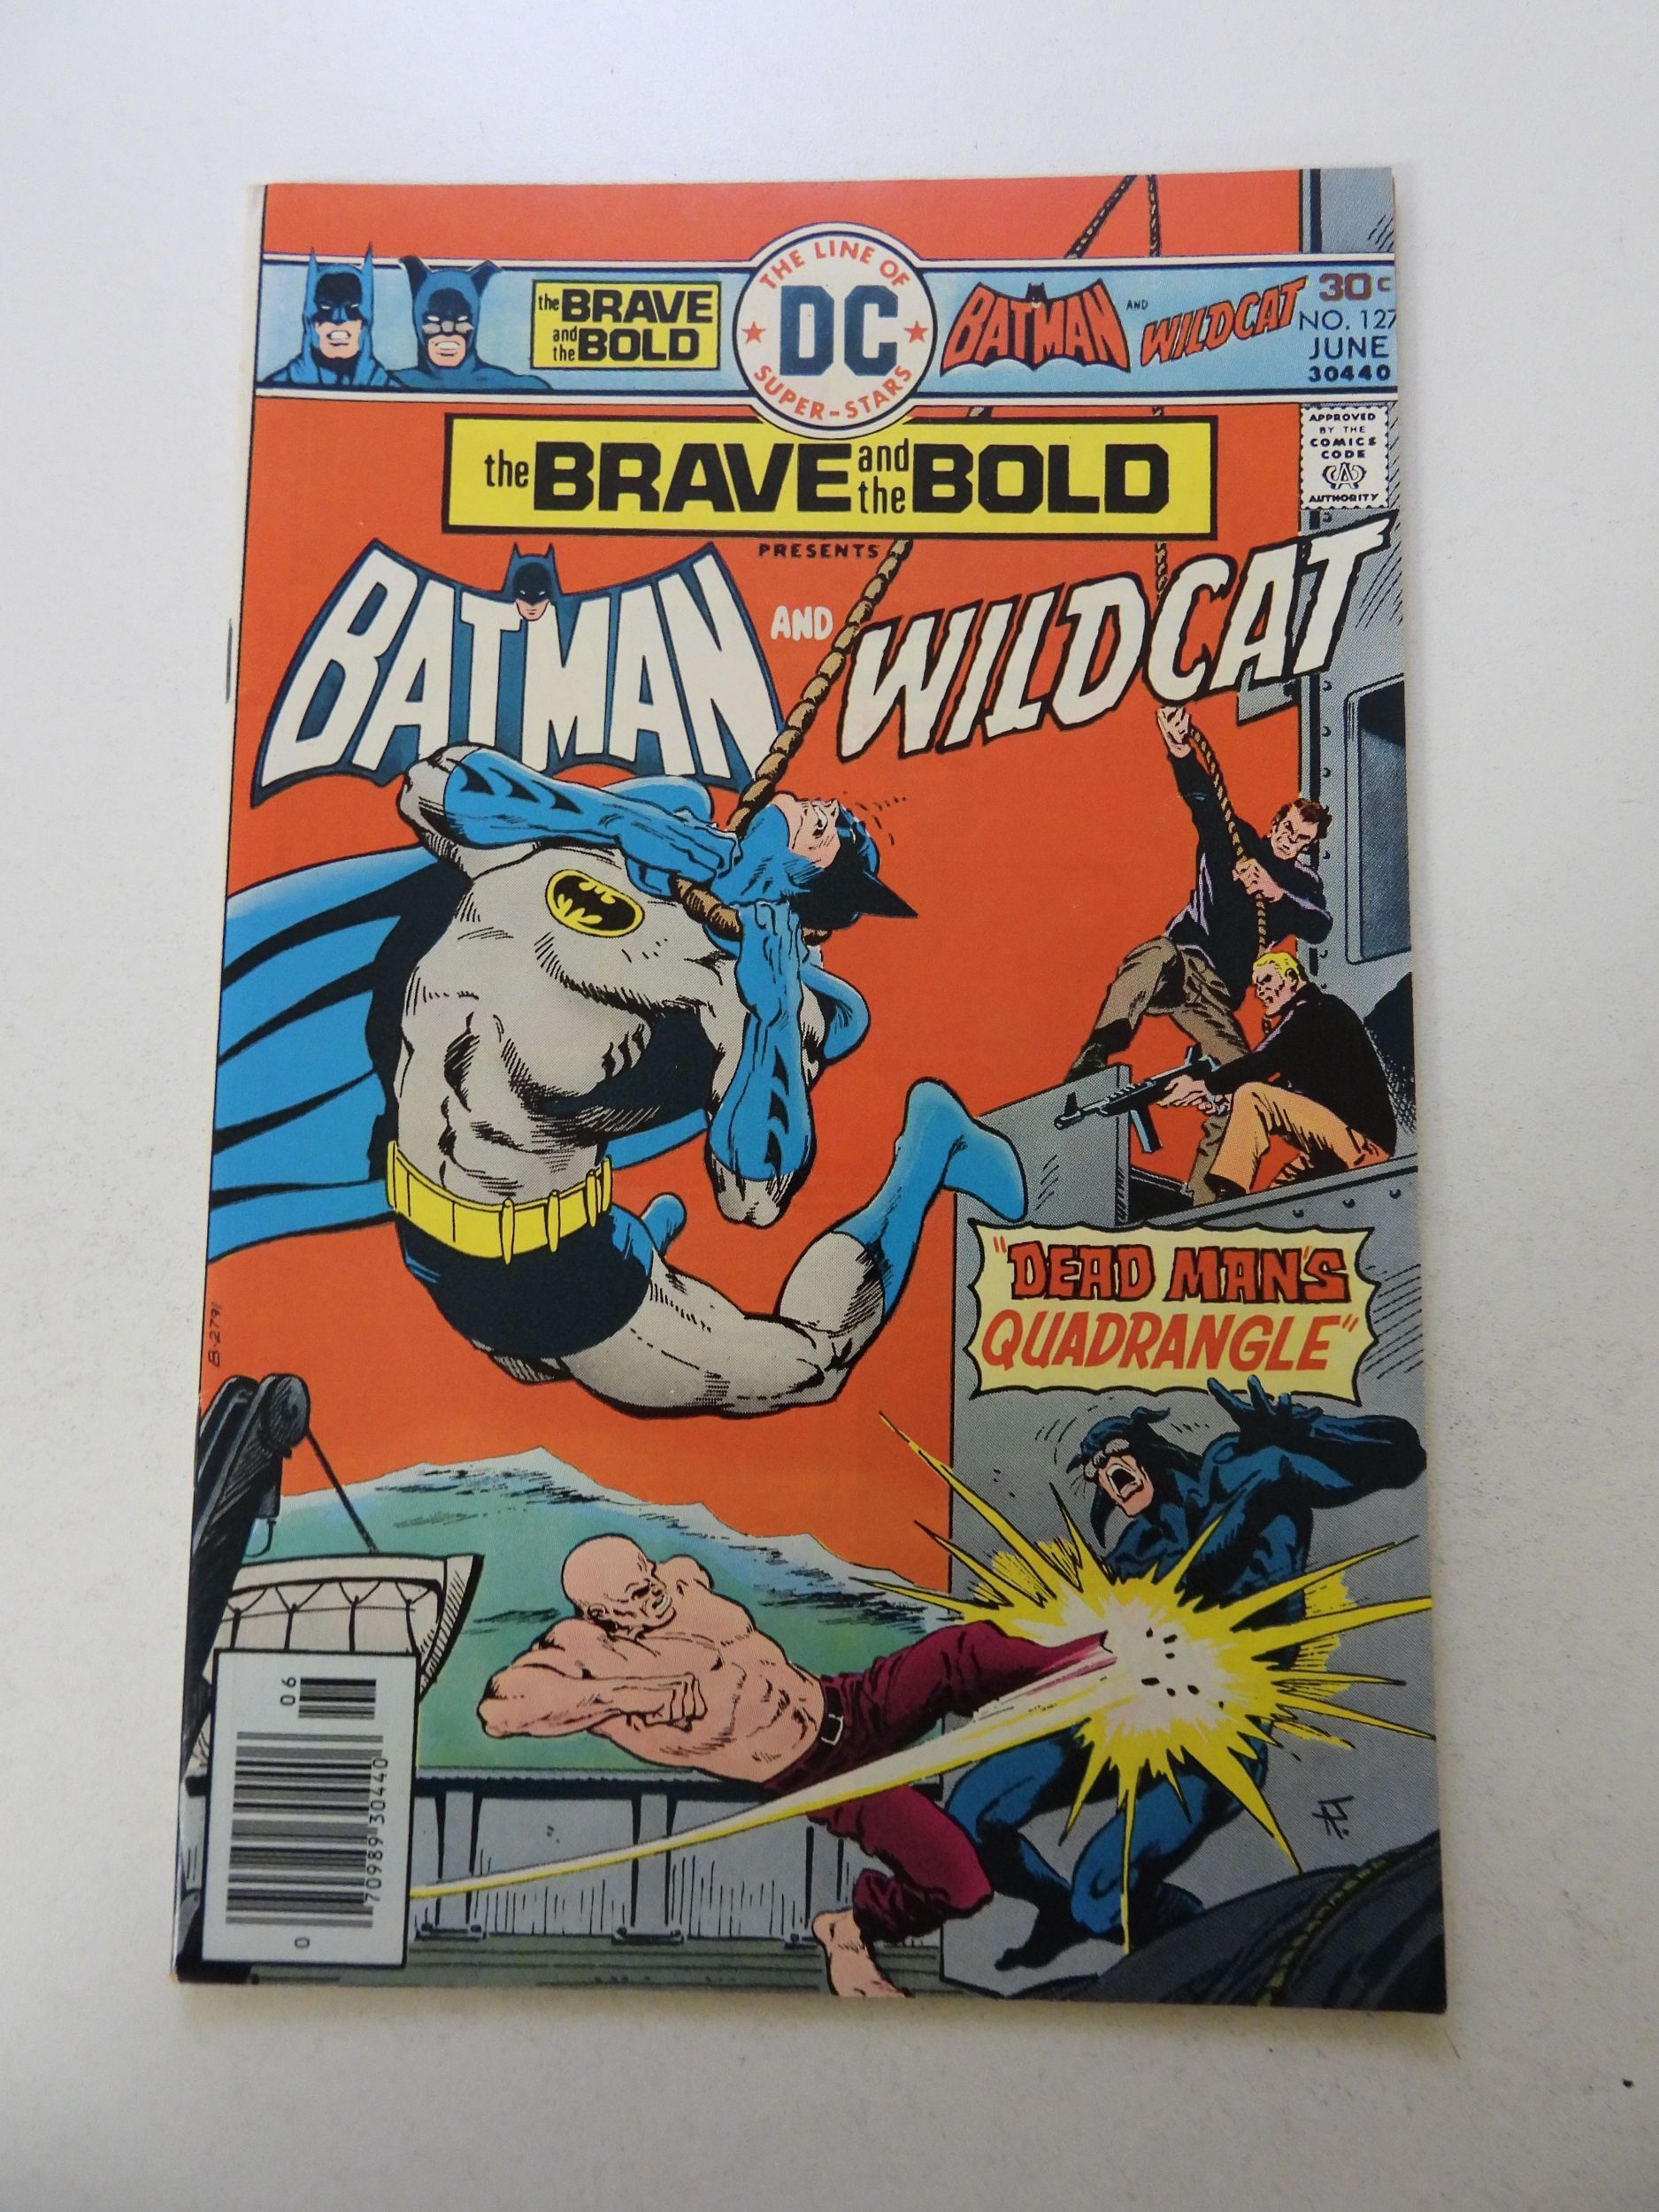 the BRAVE
and
the BOLD
THE LINE OF
DC
SUPER-STARS
BATMAN AND WILDCAT
30¢
NO. 127
JUNE
30440
APPROVED
BY THE
COMICS
CODE
CA
AUTHORITY
the BRAVE and the BOLD
PRESENTS
BATMAN AND WILDCAT
"DEAD MAN'S
QUADRANGLE"
B-2791
06
70989 30440
0